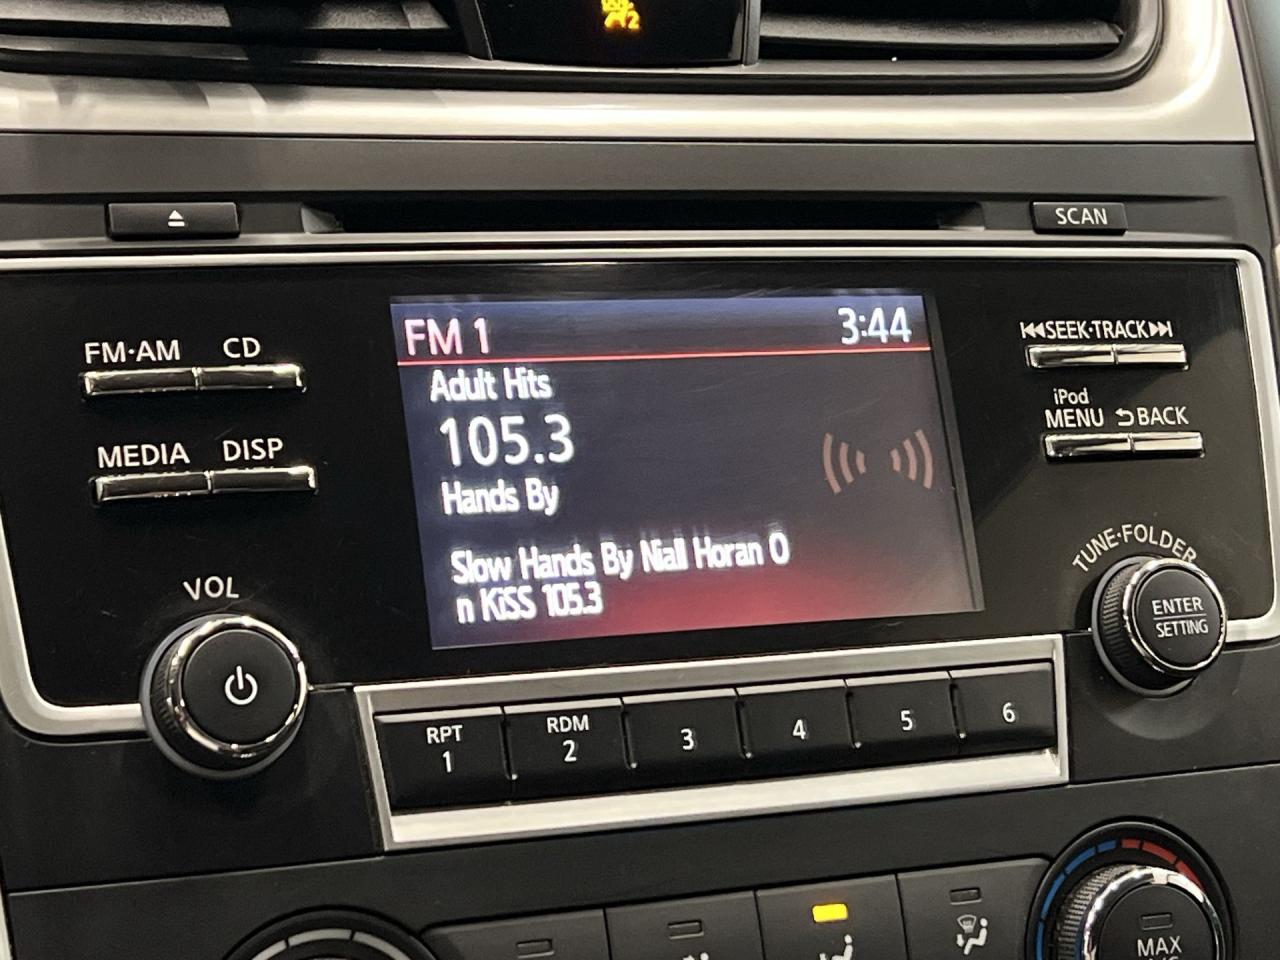 2
SCAN
FM·AM CD
MEDIA DISP
VOL
FM 1 3:44
Adult Hits
105.3
Hands By
Slow Hands By Niall Horan O
n KiSS 105.3
SEEK·TRACK
iPod
MENU BACK
TUNE·FOLDER
ENTER
SETTING
RPT
1
RDM
2
3
4
5
6
MAX
A/C